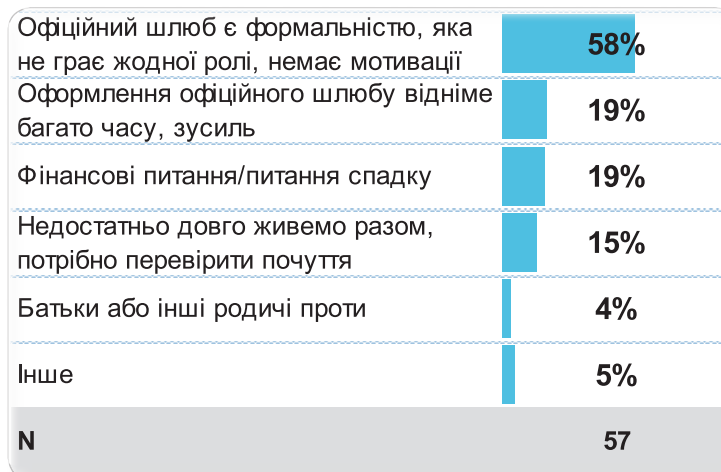 Офіційний шлюб є формальністю, яка
не грає жодної ролі, немає мотивації
58%
Оформлення офіційного шлюбу відніме
багато часу, зусиль
19%
Фінансові питання/питання спадку
19%
Недостатньо довго живемо разом,
потрібно перевірити почуття
15%
Батьки або інші родичі проти
4%
Інше
5%
N
57